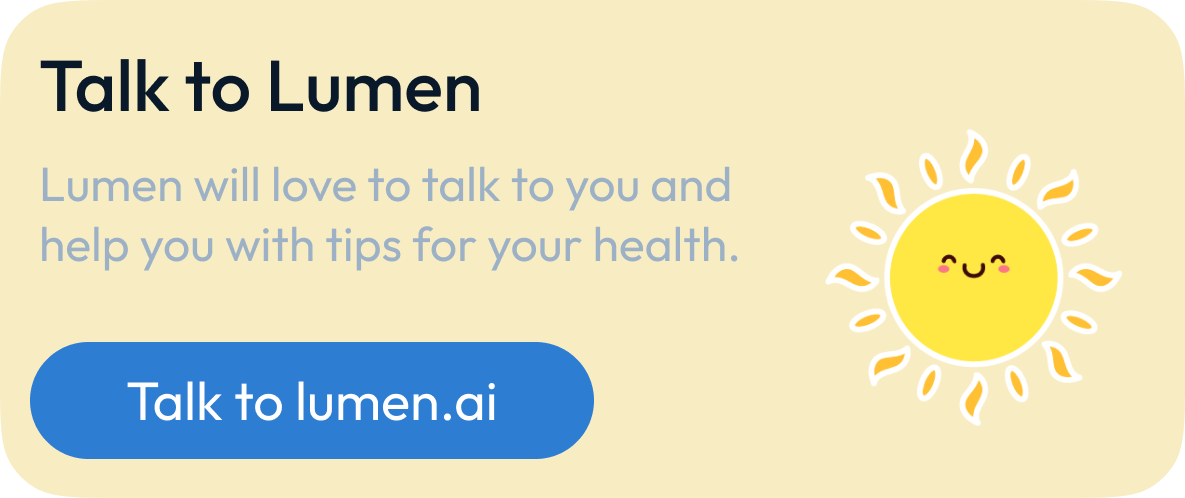 Talk to Lumen
Lumen will love to talk to you and
help you with tips for your health.
Talk to lumen.ai